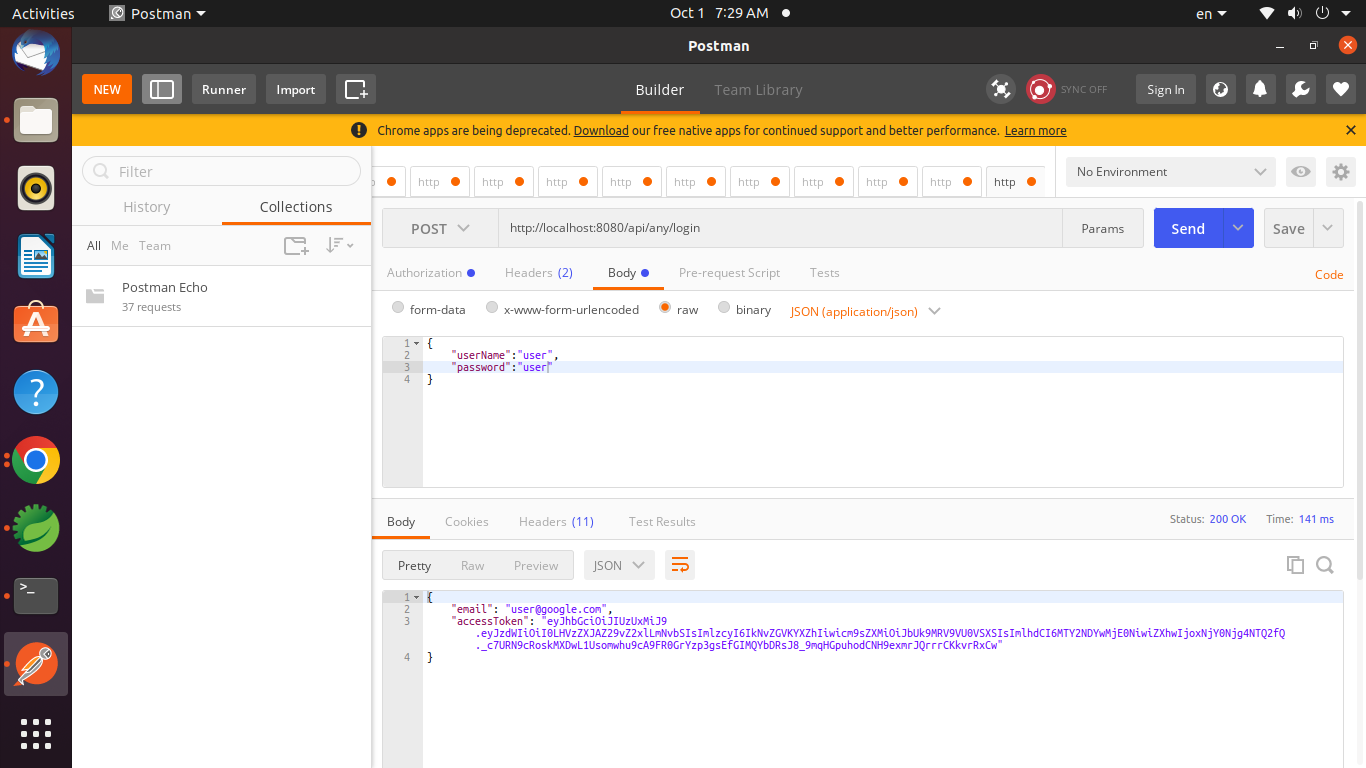 Activities Postman Oct 1 7:29 AM en
Postman
NEW Runner Import Builder Team Library SYNC OFF Sign In
Chrome apps are being deprecated. Download our free native apps for continued support and better performance. Learn more
Filter
History Collections
All Me Team
Postman Echo
37 requests
http http http http http http http http http http
No Environment
POST http://localhost:8080/api/any/login Params Send Save
Authorization Headers (2) Body Pre-request Script Tests Code
form-data x-www-form-urlencoded raw binary JSON (application/json)
1 {
2 "userName":"user",
3 "password":"user"
4 }
Body Cookies Headers (11) Test Results Status: 200 OK Time: 141 ms
Pretty Raw Preview JSON
1 {
2 "email": "user@google.com",
3 "accessToken": "eyJhbGciOiJIUzUxMiJ9
.eyJzdWIiOiI0LHVzZXJAZ29vZ2xlLmNvbSIsImlzcyI6IkNvZGVKYXZhIiwicm9sZXMiOiJbUk9MRV9VU0VSXSIsImlhdCI6MTY2NDYwMjE0NiwiZXhwIjoxNjY0Njg4NTQ2fQ
._c7URN9cRoskMXDwL1Usomwhu9cA9FR0GrYzp3gsEfGIMQYbDRsJ8_9mqHGpuhodCNH9exmrJQrrrCKkvrRxCw"
4 }